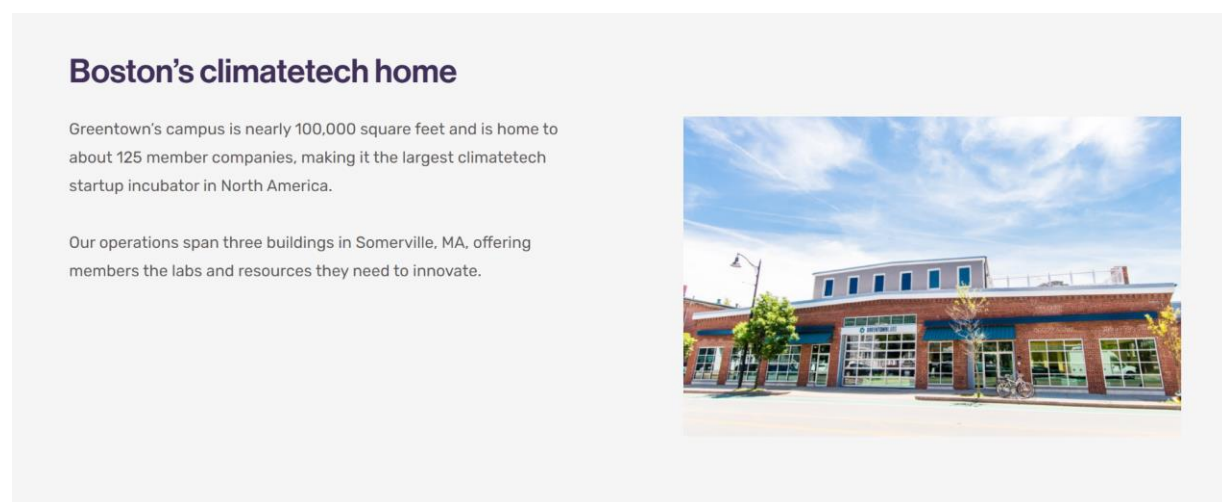 Boston's climatetech home
Greentown's campus is nearly 100,000 square feet and is home to
about 125 member companies, making it the largest climatetech
startup incubator in North America.
Our operations span three buildings in Somerville, MA, offering
members the labs and resources they need to innovate.
GREENTOWN LABS